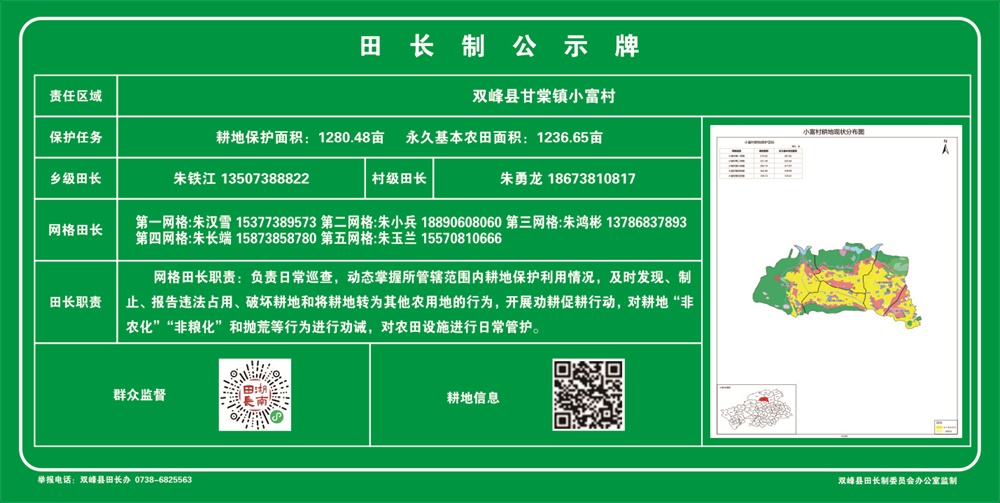 田长制公示牌
责任区域
双峰县甘棠镇小富村
保护任务
耕地保护面积：1280.48亩 永久基本农田面积：1236.65亩
乡级田长
朱铁江 13507388822
村级田长
朱勇龙 18673810817
网格田长
第一网格:朱汉雪 15377389573 第二网格:朱小兵 18890608060 第三网格:朱鸿彬 13786837893
第四网格:朱长端 15873858780 第五网格:朱玉兰 15570810666
田长职责
网格田长职责：负责日常巡查，动态掌握所管辖范围内耕地保护利用情况，及时发现、制
止、报告违法占用、破坏耕地和将耕地转为其他农用地的行为，开展劝耕促耕行动，对耕地“非
农化”“非粮化”和抛荒等行为进行劝诫，对农田设施进行日常管护。
群众监督
湖南
田長
耕地信息
小富村耕地现状分布图
N
举报电话：双峰县田长办 0738-6825563
双峰县田长制委员会办公室监制